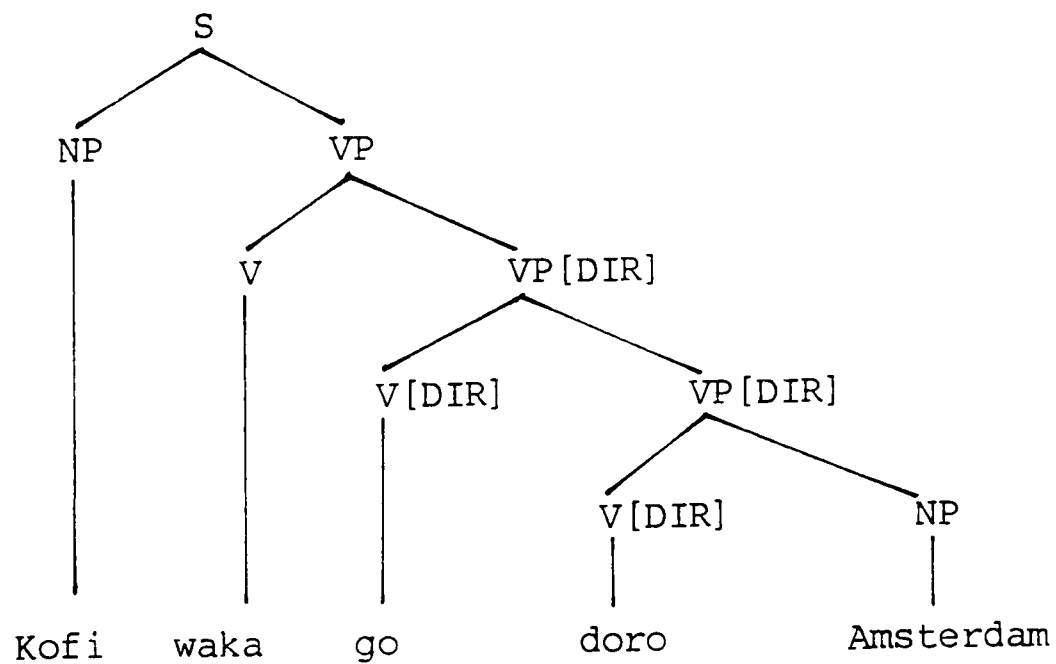 S
NP VP
V VP[DIR]
V[DIR] VP[DIR]
V[DIR] NP
Kofi waka go doro Amsterdam